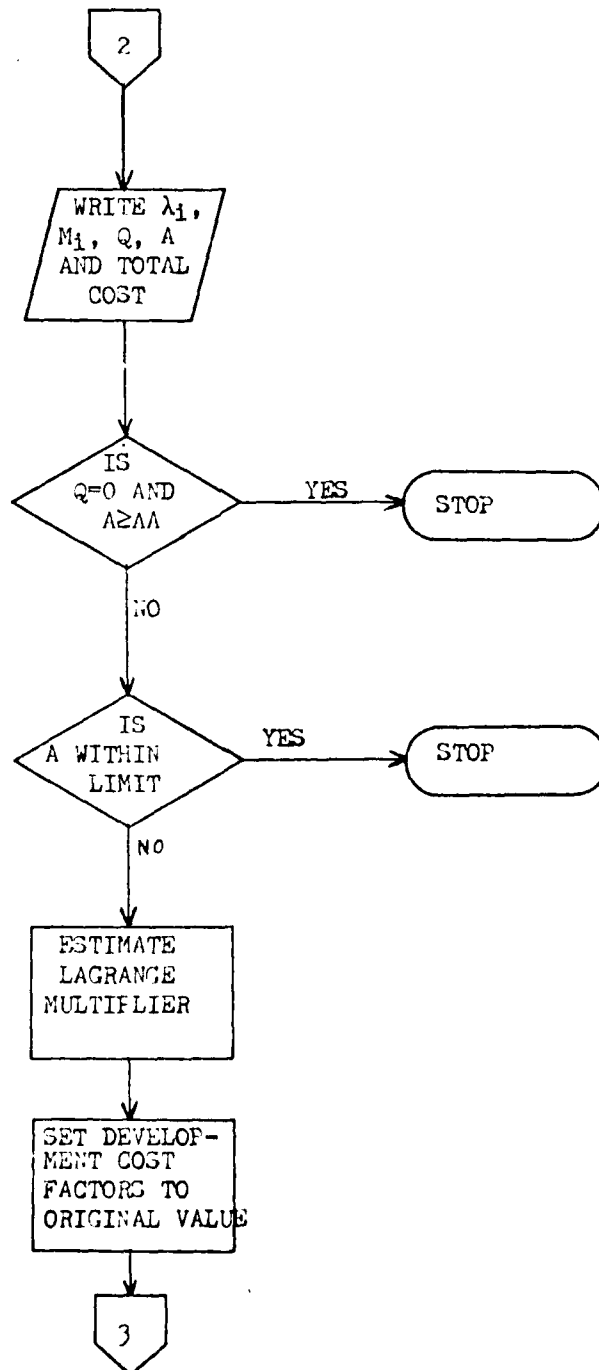 2
WRITE λi,
Mi, Q, A
AND TOTAL
COST
IS
Q=0 AND
A≥AA
YES
STOP
NO
IS
A WITHIN
LIMIT
YES
STOP
NO
ESTIMATE
LAGRANGE
MULTIPLIER
SET DEVELOP-
MENT COST
FACTORS TO
ORIGINAL VALUE
3